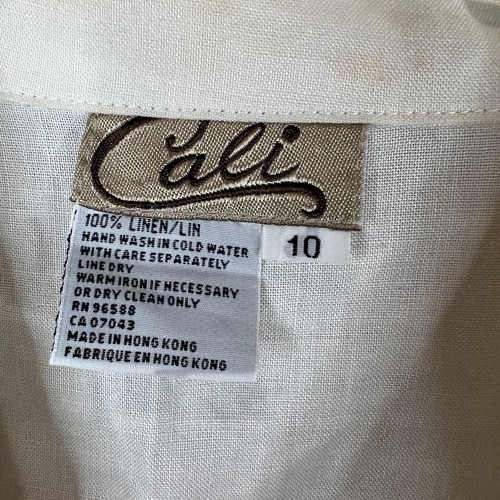 Cali
100% LINEN/LIN
10
HAND WASH IN COLD WATER
WITH CARE SEPARATELY
LINE DRY
WARM IRON IF NECESSARY
OR DRY CLEAN ONLY
RN 96588
CA 07043
MADE IN HONG KONG
FABRIQUE EN HONG KONG